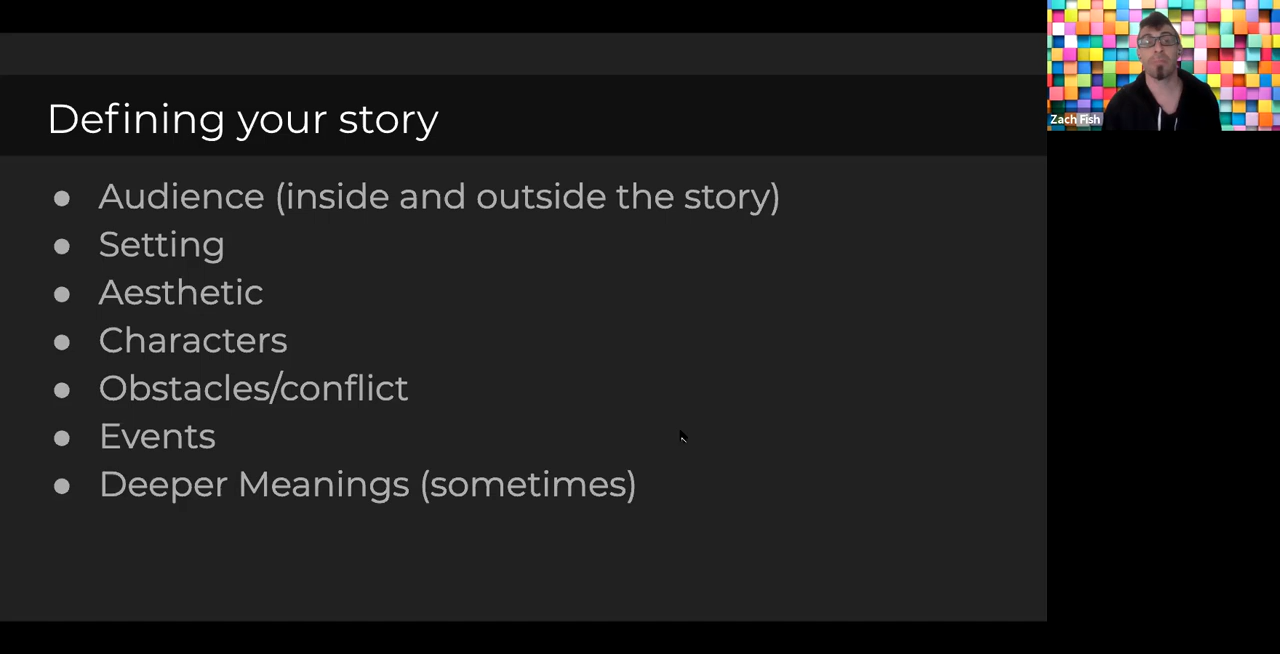 Defining your story
● Audience (inside and outside the story)
● Setting
● Aesthetic
● Characters
● Obstacles/conflict
● Events
● Deeper Meanings (sometimes)
Zach Fish